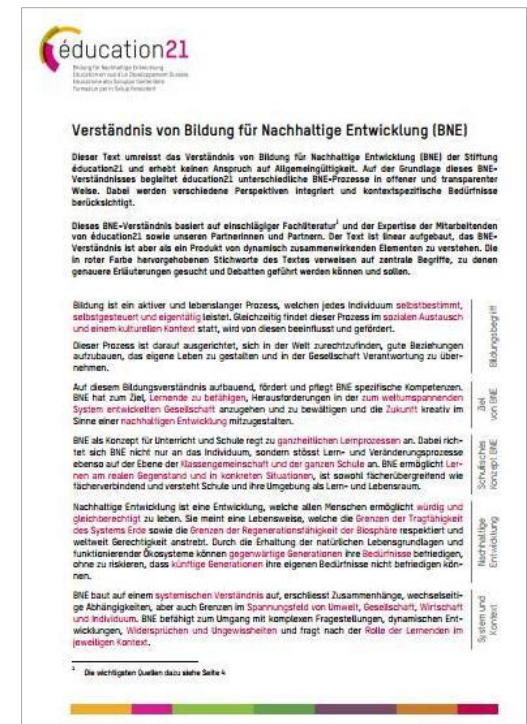 éducation21
Bildung für Nachhaltige Entwicklung
Verständnis von Bildung für Nachhaltige Entwicklung (BNE)
Dieser Text umreisst das Verständnis von Bildung für Nachhaltige Entwicklung (BNE) der Stiftung
éducation21 und erhebt keinen Anspruch auf Allgemeingültigkeit. Auf der Grundlage dieses BNE-
Verständnisses begleitet éducation21 unterschiedliche BNE-Prozesse in offener und transparenter
Weise. Dabei werden verschiedene Perspektiven integriert und kontextspezifische Bedürfnisse
berücksichtigt.
Dieses BNE-Verständnis basiert auf einschlägiger Fachliteratur¹ und der Expertise der Mitarbeitenden
von éducation21 sowie unseren Partnerinnen und Partnern. Der Text ist linear aufgebaut, das BNE-
Verständnis ist aber als ein Produkt von dynamisch zusammenwirkenden Elementen zu verstehen. Die
in roter Farbe hervorgehobenen Stichworte des Textes verweisen auf zentrale Begriffe, zu denen
genauere Erläuterungen gesucht und Debatten geführt werden können und sollen.
Bildung ist ein aktiver und lebenslanger Prozess, welchen jedes Individuum selbstbestimmt,
selbstgesteuert und eigentätig leistet. Gleichzeitig findet dieser Prozess im sozialen Austausch
und einem kulturellen Kontext statt, wird von diesen beeinflusst und gefördert.
Dieser Prozess ist darauf ausgerichtet, sich in der Welt zurechtzufinden, gute Beziehungen
aufzubauen, das eigene Leben zu gestalten und in der Gesellschaft Verantwortung zu über-
nehmen.
Bildungsbegriff
Auf diesem Bildungsverständnis aufbauend, fördert und pflegt BNE spezifische Kompetenzen.
BNE hat zum Ziel, Lernende zu befähigen, Herausforderungen in der zum weltumspannenden
System entwickelten Gesellschaft anzugehen und zu bewältigen und die Zukunft kreativ im
Sinne einer nachhaltigen Entwicklung mitzugestalten.
Ziel
von BNE
BNE als Konzept für Unterricht und Schule regt zu ganzheitlichen Lernprozessen an. Dabei rich-
tet sich BNE nicht nur an das Individuum, sondern stösst Lern- und Veränderungsprozesse
ebenso auf der Ebene der Klassengemeinschaft und der ganzen Schule an. BNE ermöglicht Ler-
nen am realen Gegenstand und in konkreten Situationen, ist sowohl fächerübergreifend wie
fächerverbindend und versteht Schule und ihre Umgebung als Lern- und Lebensraum.
Schulisches
Konzept BNE
Nachhaltige Entwicklung ist eine Entwicklung, welche allen Menschen ermöglicht würdig und
gleichberechtigt zu leben. Sie meint eine Lebensweise, welche die Grenzen der Tragfähigkeit
des Systems Erde sowie die Grenzen der Regenerationsfähigkeit der Biosphäre respektiert und
weltweit Gerechtigkeit anstrebt. Durch die Erhaltung der natürlichen Lebensgrundlagen und
funktionierender Ökosysteme können gegenwärtige Generationen ihre Bedürfnisse befriedigen,
ohne zu riskieren, dass künftige Generationen ihre eigenen Bedürfnisse nicht befriedigen kön-
nen.
Nachhaltige
Entwicklung
BNE baut auf einem systemischen Verständnis auf, erschliesst Zusammenhänge, wechselseiti-
ge Abhängigkeiten, aber auch Grenzen im Spannungsfeld von Umwelt, Gesellschaft, Wirtschaft
und Individuum. BNE befähigt zum Umgang mit komplexen Fragestellungen, dynamischen Ent-
wicklungen, Widersprüchen und Ungewissheiten und fragt nach der Rolle der Lernenden im
jeweiligen Kontext.
System und
Kontext
¹ Die wichtigsten Quellen dazu siehe Seite 4